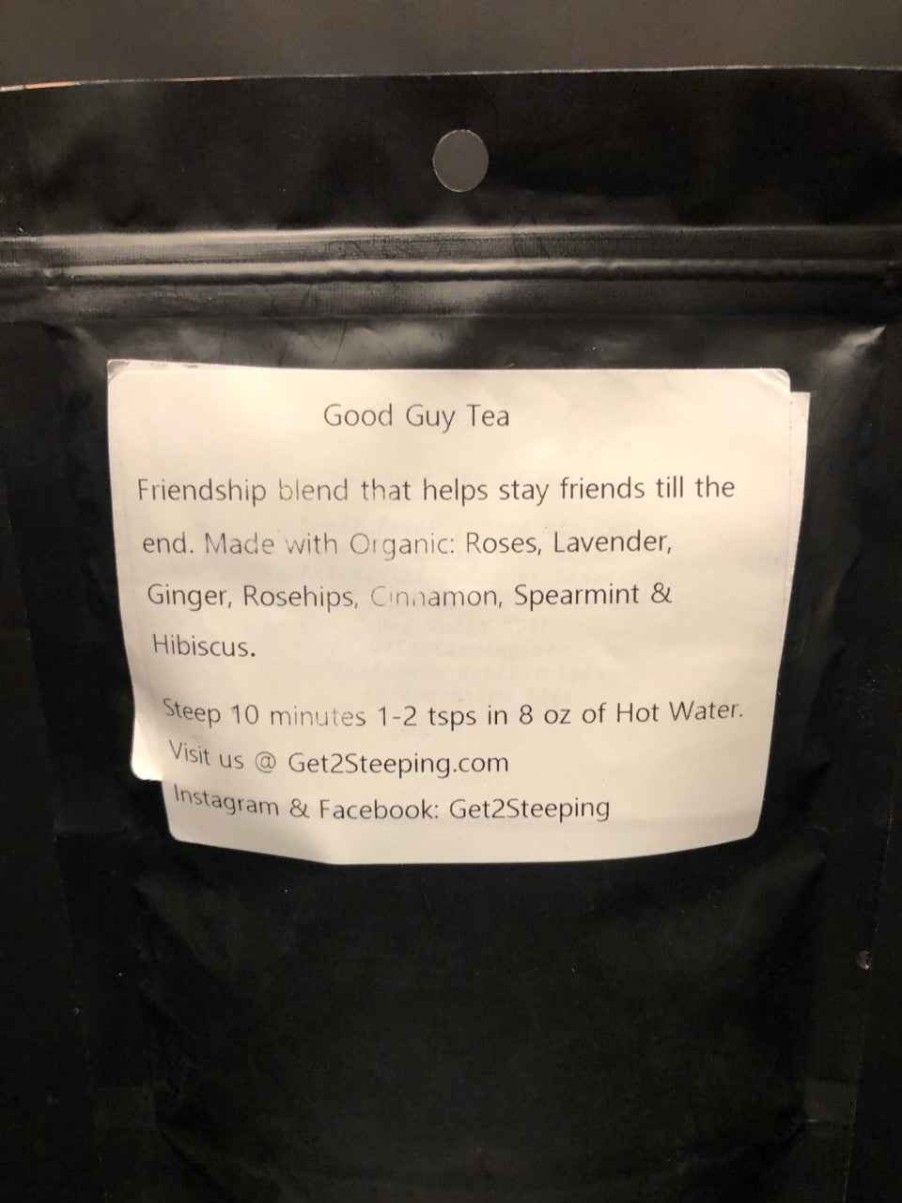 Good Guy Tea
Friendship blend that helps stay friends till the
end. Made with Organic: Roses, Lavender,
Ginger, Rosehips, Cinnamon, Spearmint &
Hibiscus.
Steep 10 minutes 1-2 tsps in 8 oz of Hot Water.
Visit us @ Get2Steeping.com
Instagram & Facebook: Get2Steeping